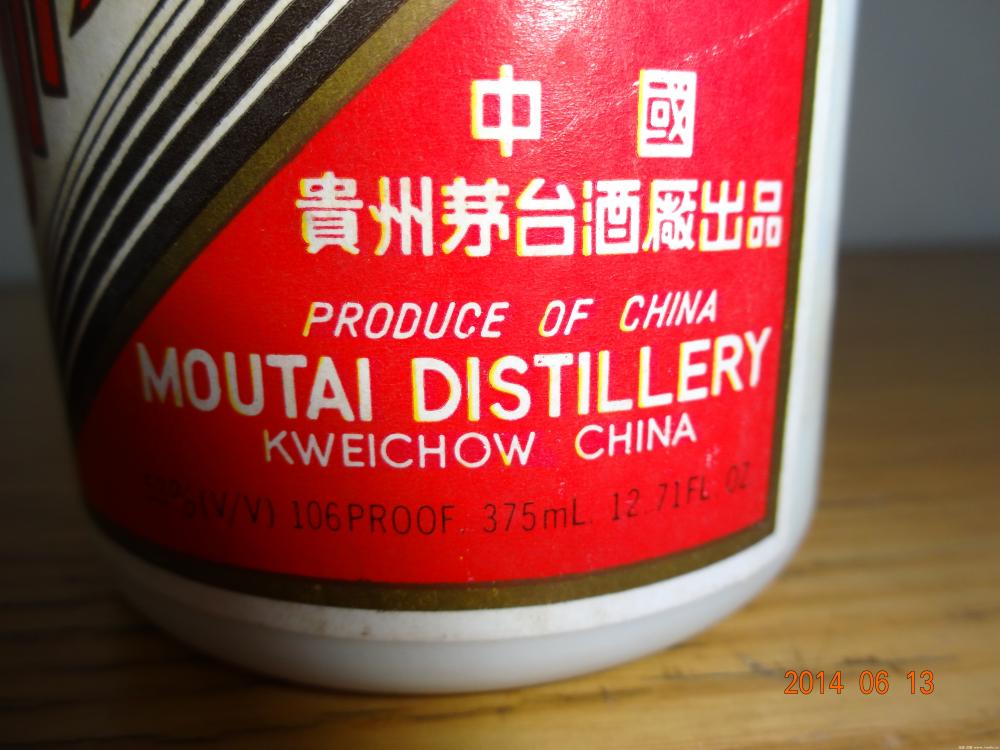 中國
貴州茅台酒廠出品
PRODUCE OF CHINA
MOUTAI DISTILLERY
KWEICHOW CHINA
53%(V/V) 106PROOF 375mL 12.71FL OZ
2014 06 13